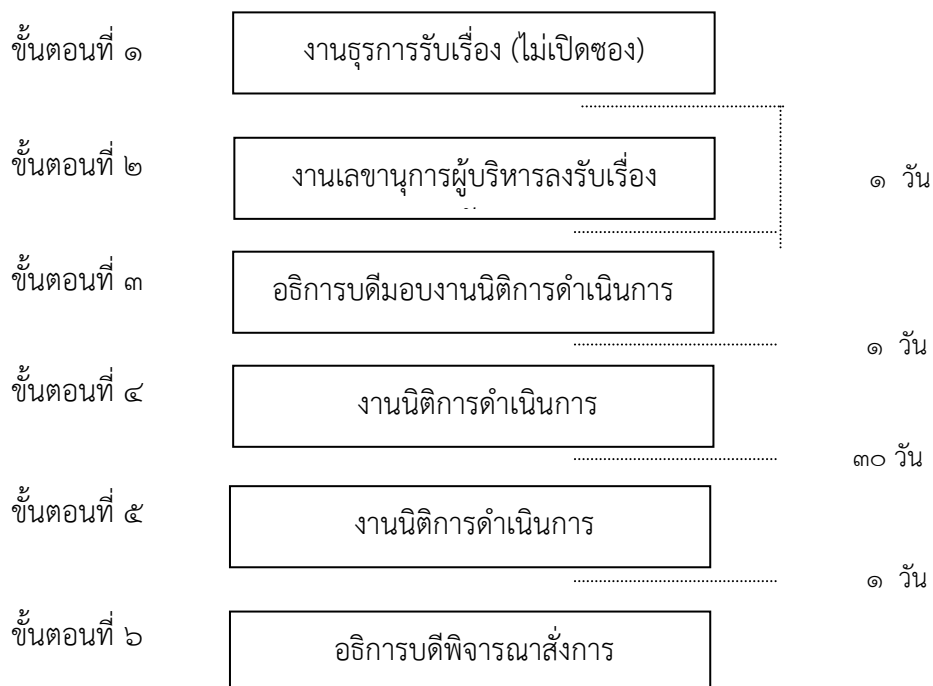 ขั้นตอนที่ ๑
งานธุรการรับเรื่อง (ไม่เปิดซอง)
ขั้นตอนที่ ๒
งานเลขานุการผู้บริหารลงรับเรื่อง
๑ วัน
ขั้นตอนที่ ๓
อธิการบดีมอบงานนิติการดำเนินการ
๑ วัน
ขั้นตอนที่ ๔
งานนิติการดำเนินการ
๓๐ วัน
ขั้นตอนที่ ๕
งานนิติการดำเนินการ
๑ วัน
ขั้นตอนที่ ๖
อธิการบดีพิจารณาสั่งการ